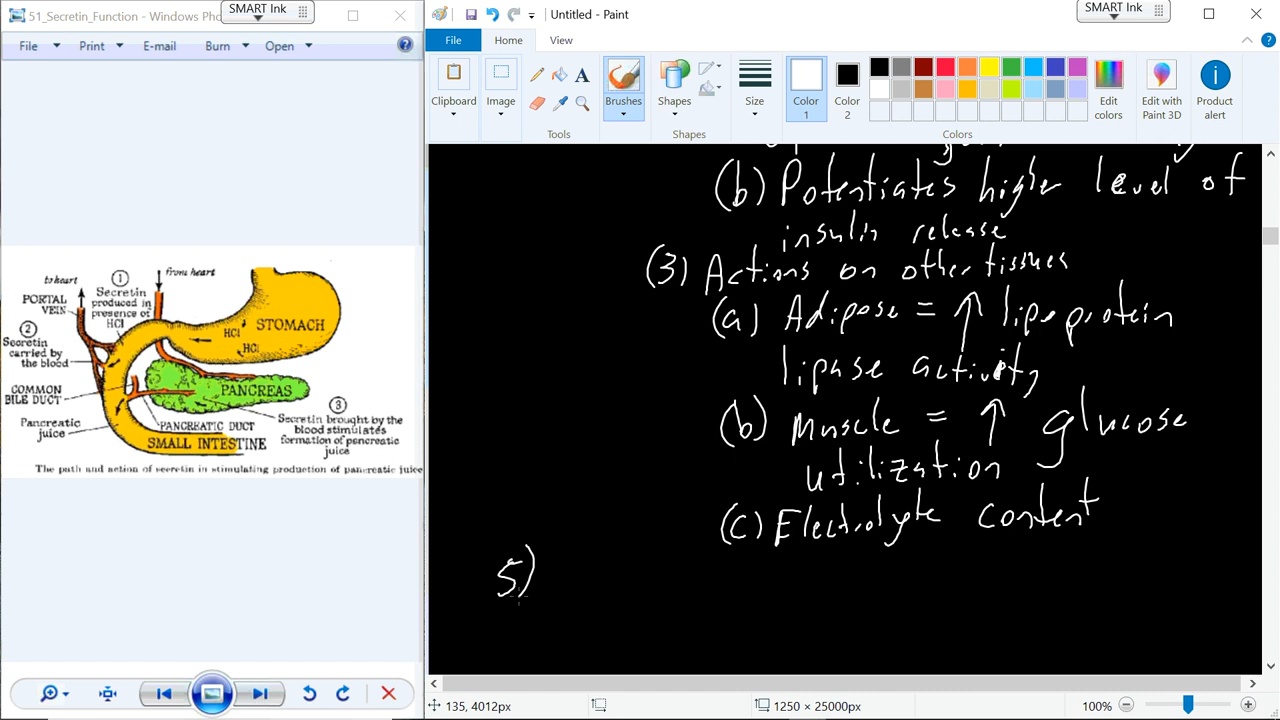 51_Secretin_Function - Windows Pho
SMART Ink
File
Print
E-mail
Burn
Open
to heart
from heart
1
Secretin
produced in
presence of
HCl
PORTAL
VEIN
STOMACH
HCl
HCl
2
Secretin
carried by
the blood
COMMON
BILE DUCT
PANCREAS
3
Secretin brought by the
blood stimulates
formation of pancreatic
juice
Pancreatic
juice
PANCREATIC DUCT
SMALL INTESTINE
The path and action of secretin in stimulating production of pancreatic juice
Untitled - Paint
SMART Ink
File
Home
View
Clipboard
Image
Tools
Brushes
Shapes
Shapes
Size
Color
1
Color
2
Edit
colors
Colors
Edit with
Paint 3D
Product
alert
(b) Potentiates higher level of
insulin release
(3) Actions on other tissues
(a) Adipose = ↑ lipoprotein
lipase activity
(b) Muscle = ↑ glucose
utilization
(c) Electrolyte content
5)
135, 4012px
1250 × 25000px
100%